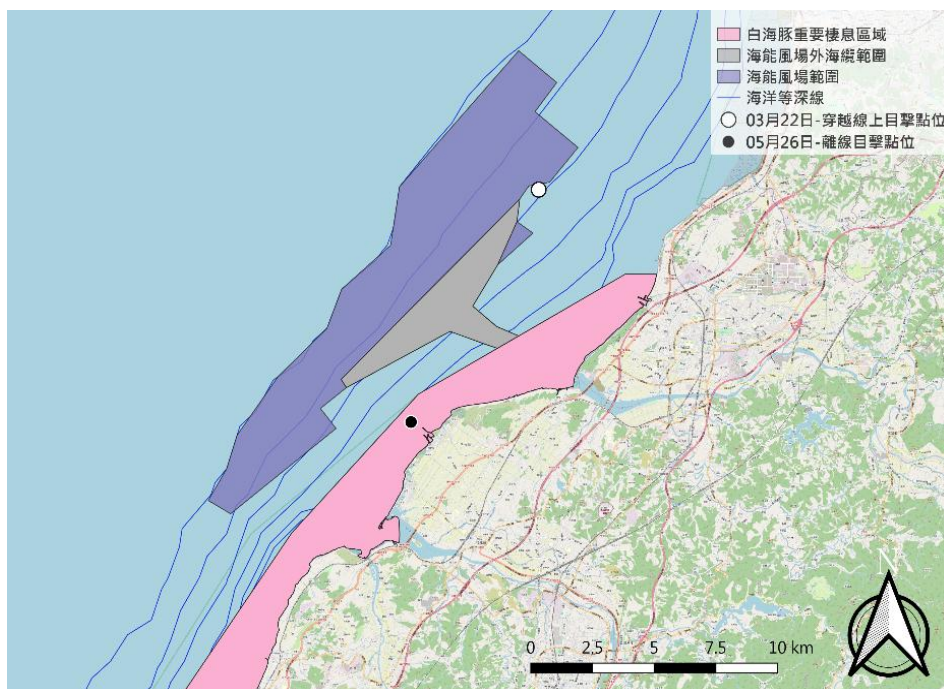 白海豚重要棲息區域
海能風場外海纜範圍
海能風場範圍
海洋等深線
03月22日-穿越線上目擊點位
05月26日-離線目擊點位
N
0 2.5 5 7.5 10 km